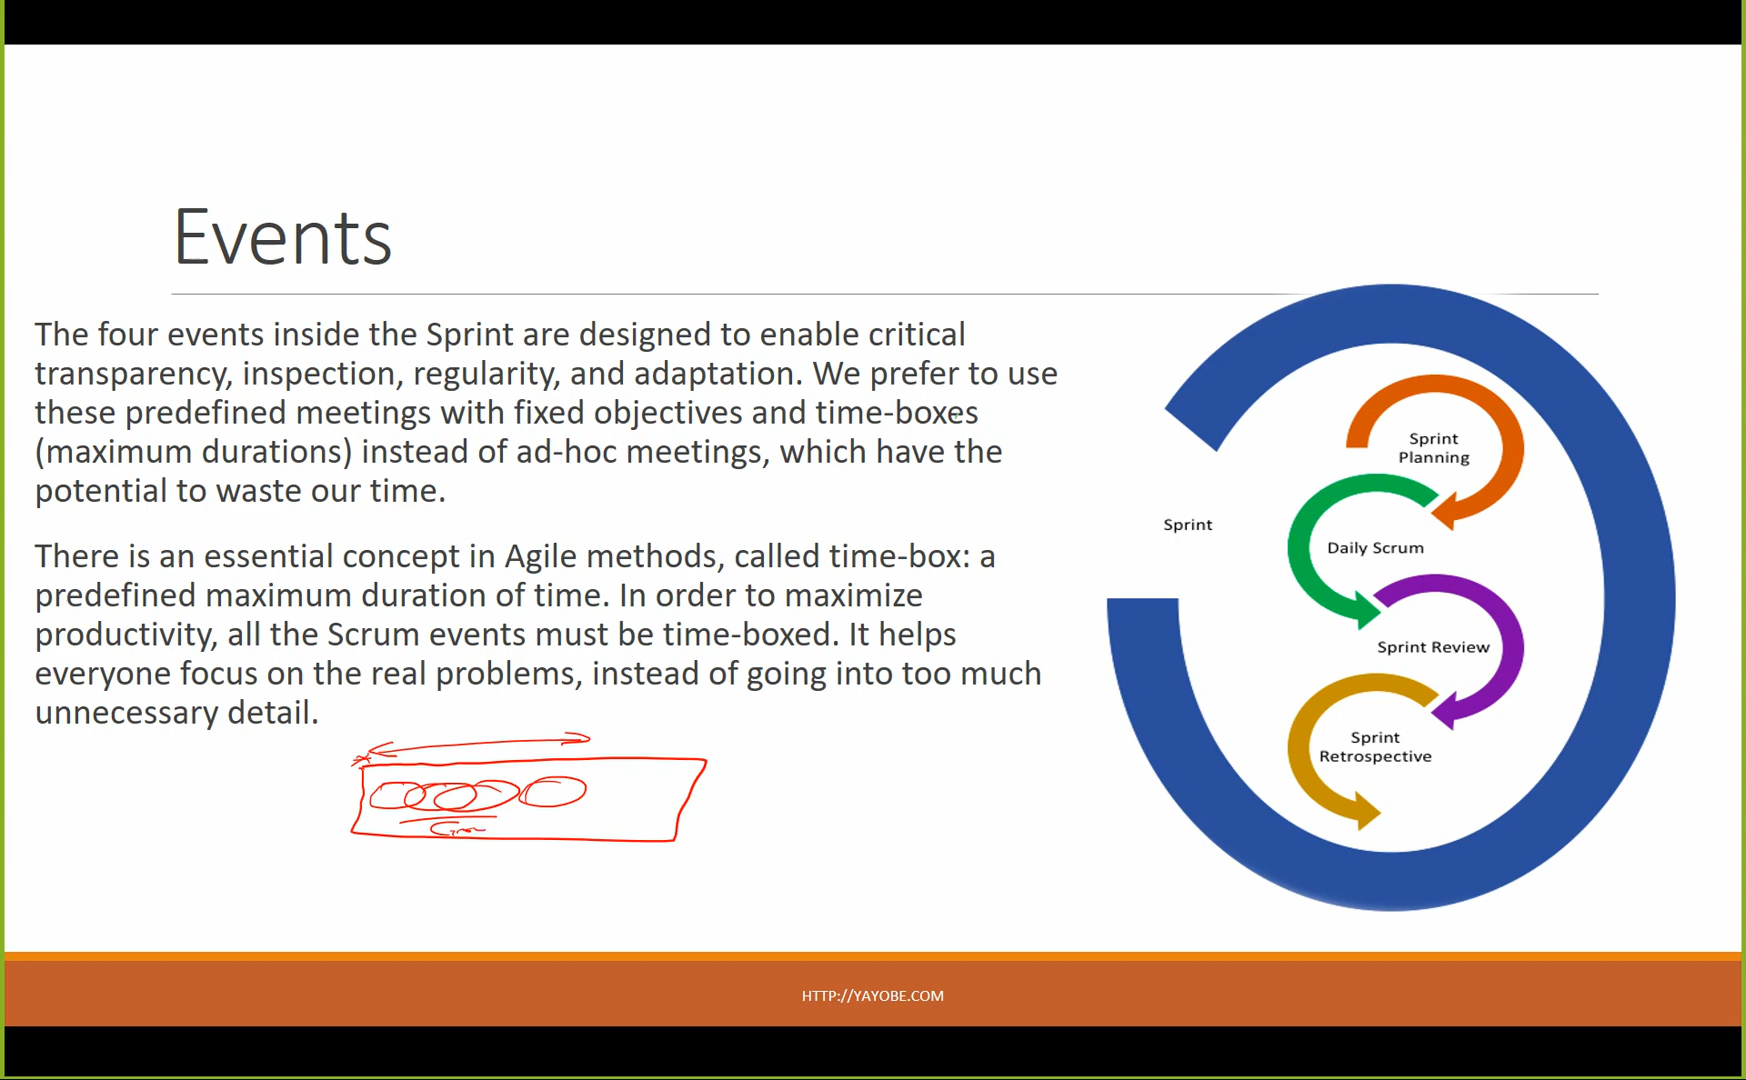 Events
The four events inside the Sprint are designed to enable critical
transparency, inspection, regularity, and adaptation. We prefer to use
these predefined meetings with fixed objectives and time-boxes
(maximum durations) instead of ad-hoc meetings, which have the
potential to waste our time.
There is an essential concept in Agile methods, called time-box: a
predefined maximum duration of time. In order to maximize
productivity, all the Scrum events must be time-boxed. It helps
everyone focus on the real problems, instead of going into too much
unnecessary detail.
Sprint
Planning
Sprint
Daily Scrum
Sprint Review
Sprint
Retrospective
HTTP://YAYOBE.COM